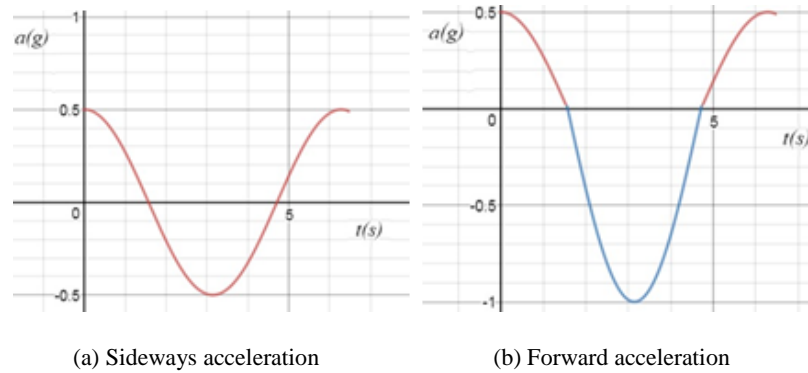 1
a(g)
0.5
0
5
t(s)
-0.5
0.5
a(g)
0
5
t(s)
-0.5
-1
(a) Sideways acceleration
(b) Forward acceleration